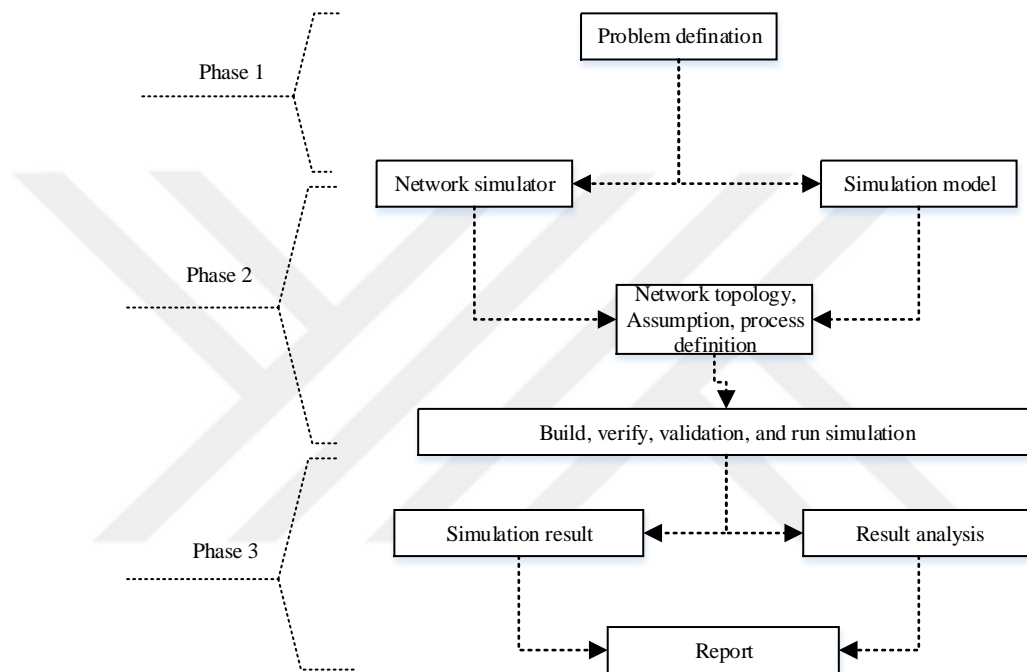 Problem defination
Phase 1
Network simulator
Simulation model
Phase 2
Network topology,
Assumption, process
definition
Build, verify, validation, and run simulation
Simulation result
Result analysis
Phase 3
Report